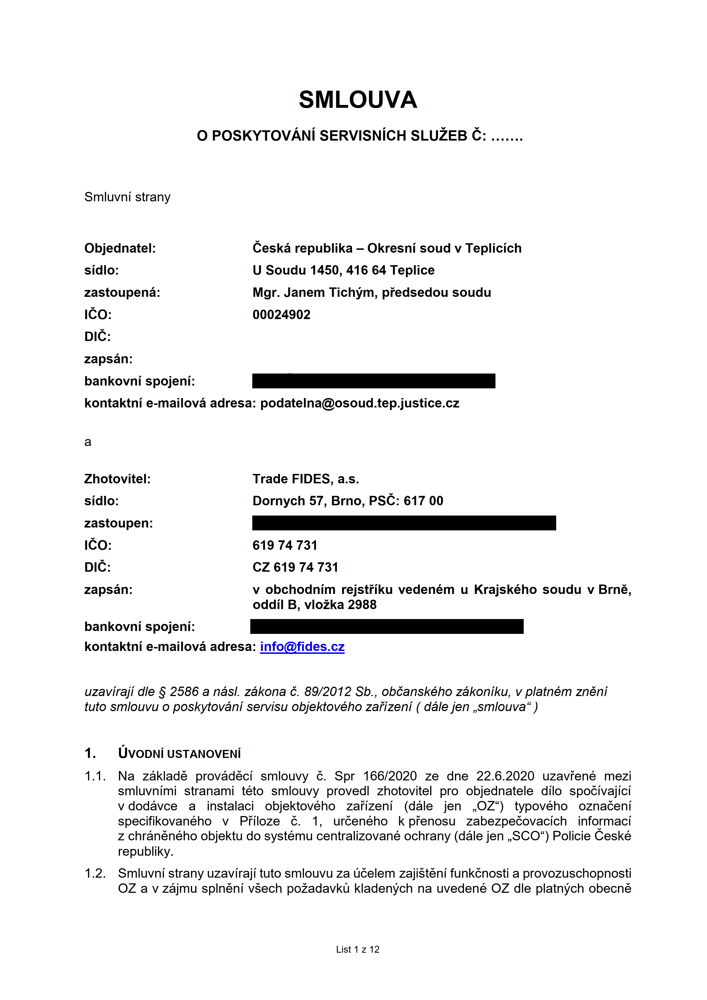 SMLOUVA
O POSKYTOVÁNÍ SERVISNÍCH SLUŽEB Č: …….
Smluvní strany
Objednatel: Česká republika – Okresní soud v Teplicích
sídlo: U Soudu 1450, 416 64 Teplice
zastoupená: Mgr. Janem Tichým, předsedou soudu
IČO: 00024902
DIČ:
zapsán:
bankovní spojení:
kontaktní e-mailová adresa: podatelna@osoud.tep.justice.cz
a
Zhotovitel: Trade FIDES, a.s.
sídlo: Dornych 57, Brno, PSČ: 617 00
zastoupen:
IČO: 619 74 731
DIČ: CZ 619 74 731
zapsán: v obchodním rejstříku vedeném u Krajského soudu v Brně,
oddíl B, vložka 2988
bankovní spojení:
kontaktní e-mailová adresa: info@fides.cz
uzavírají dle § 2586 a násl. zákona č. 89/2012 Sb., občanského zákoníku, v platném znění
tuto smlouvu o poskytování servisu objektového zařízení ( dále jen „smlouva“ )
1. ÚVODNÍ USTANOVENÍ
1.1. Na základě prováděcí smlouvy č. Spr 166/2020 ze dne 22.6.2020 uzavřené mezi
smluvními stranami této smlouvy provedl zhotovitel pro objednatele dílo spočívající
v dodávce a instalaci objektového zařízení (dále jen „OZ“) typového označení
specifikovaného v Příloze č. 1, určeného k přenosu zabezpečovacích informací
z chráněného objektu do systému centralizované ochrany (dále jen „SCO“) Policie České
republiky.
1.2. Smluvní strany uzavírají tuto smlouvu za účelem zajištění funkčnosti a provozuschopnosti
OZ a v zájmu splnění všech požadavků kladených na uvedené OZ dle platných obecně
List 1 z 12